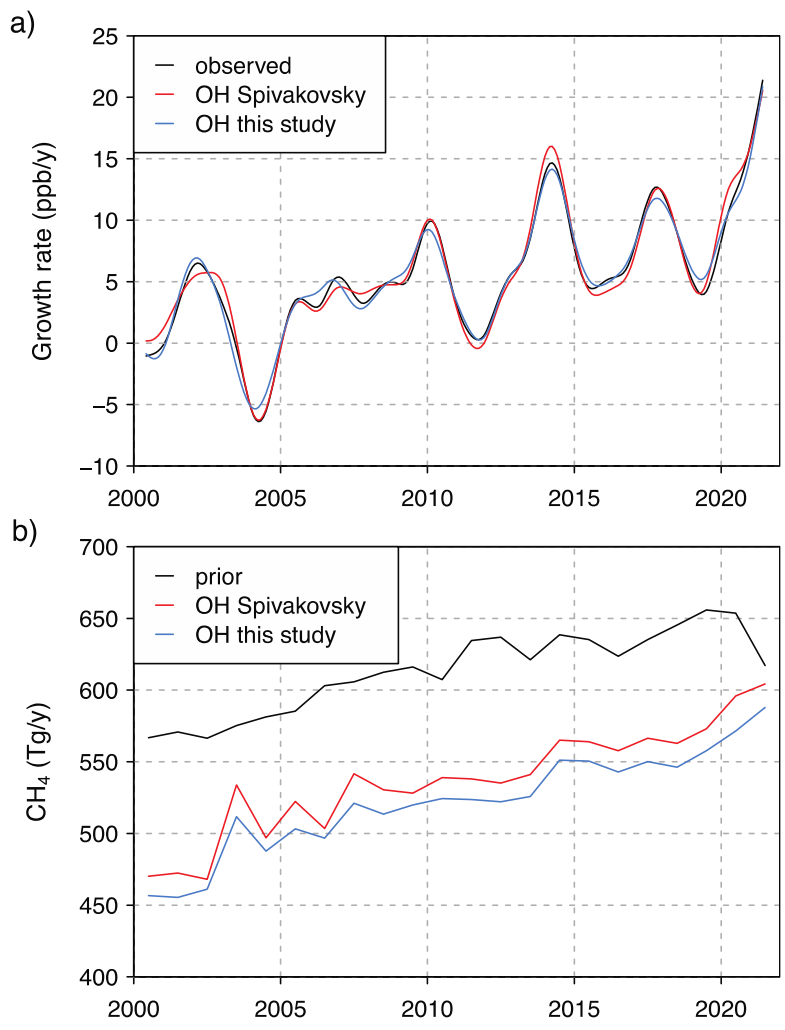 a)
25
20
15
10
5
0
−5
−10
Growth rate (ppb/y)
observed
OH Spivakovsky
OH this study
2000 2005 2010 2015 2020
b)
700
650
600
550
500
450
400
CH₄ (Tg/y)
prior
OH Spivakovsky
OH this study
2000 2005 2010 2015 2020